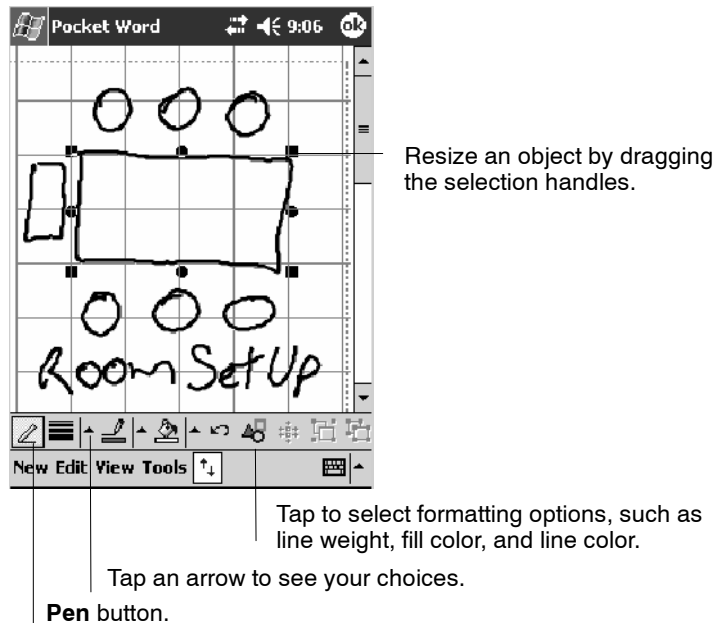 Pocket Word 9:06 ok
Resize an object by dragging
the selection handles.
Room SetUp
New Edit View Tools
Tap to select formatting options, such as
line weight, fill color, and line color.
Tap an arrow to see your choices.
Pen button.